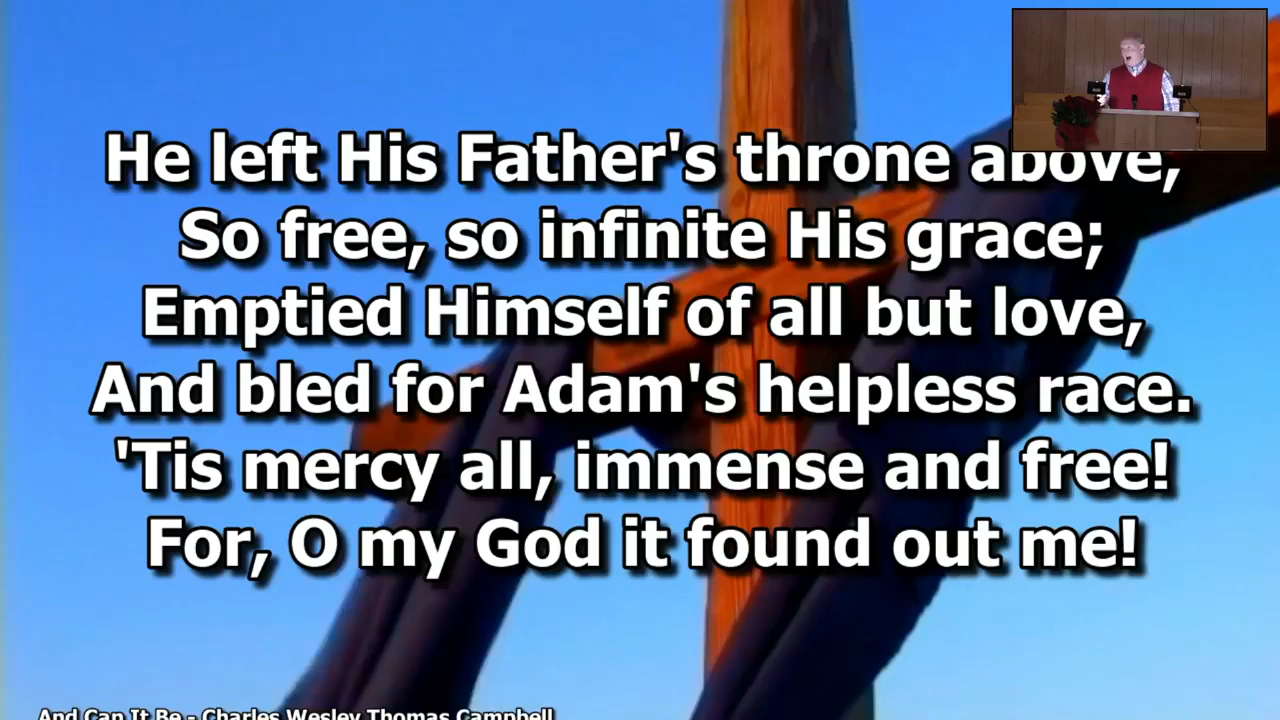 He left His Father's throne above,
So free, so infinite His grace;
Emptied Himself of all but love,
And bled for Adam's helpless race.
'Tis mercy all, immense and free!
For, O my God it found out me!
And Can It Be - Charles Wesley Thomas Campbell